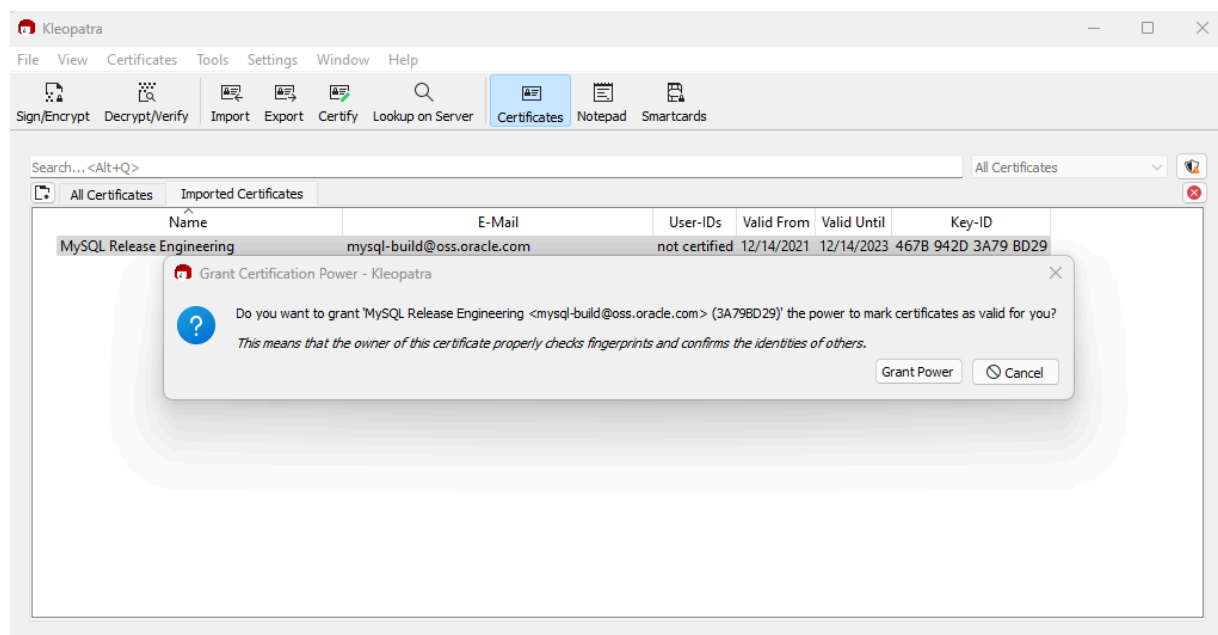 Kleopatra
File View Certificates Tools Settings Window Help
Sign/Encrypt Decrypt/Verify Import Export Certify Lookup on Server Certificates Notepad Smartcards
Search...<Alt+Q> All Certificates
All Certificates Imported Certificates
Name E-Mail User-IDs Valid From Valid Until Key-ID
MySQL Release Engineering mysql-build@oss.oracle.com not certified 12/14/2021 12/14/2023 467B 942D 3A79 BD29
Grant Certification Power - Kleopatra
Do you want to grant 'MySQL Release Engineering <mysql-build@oss.oracle.com> (3A79BD29)' the power to mark certificates as valid for you?
This means that the owner of this certificate properly checks fingerprints and confirms the identities of others.
Grant Power Cancel